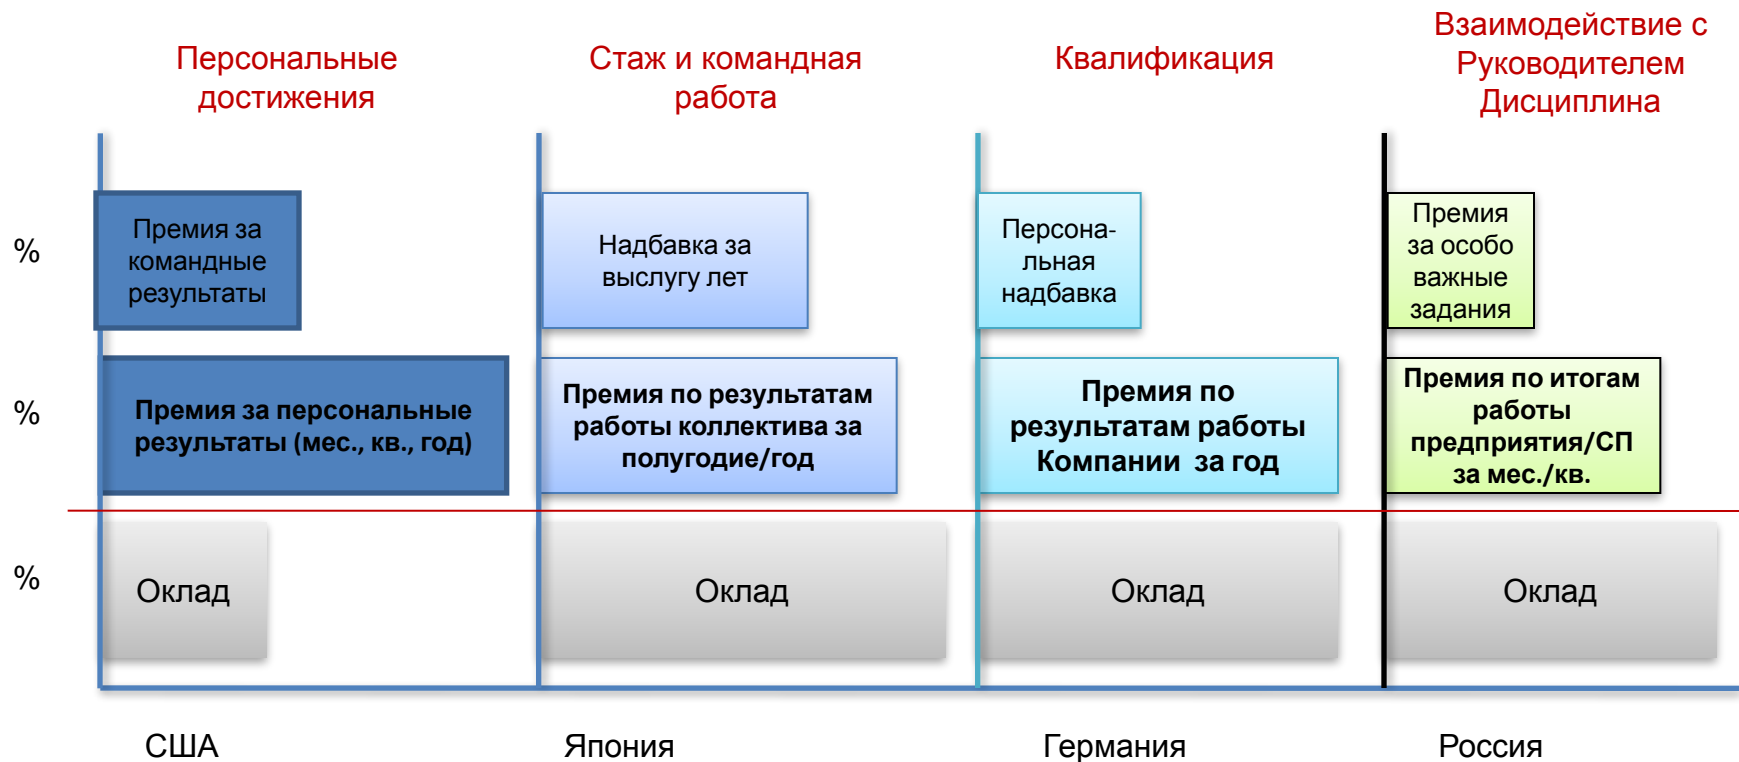 Персональные
достижения
Стаж и командная
работа
Квалификация
Взаимодействие с
Руководителем
Дисциплина
%
Премия за
командные
результаты
Надбавка за
выслугу лет
Персона-
льная
надбавка
Премия
за особо
важные
задания
%
Премия за персональные
результаты (мес., кв., год)
Премия по результатам
работы коллектива за
полугодие/год
Премия по
результатам работы
Компании за год
Премия по итогам
работы
предприятия/СП
за мес./кв.
%
Оклад
Оклад
Оклад
Оклад
США
Япония
Германия
Россия